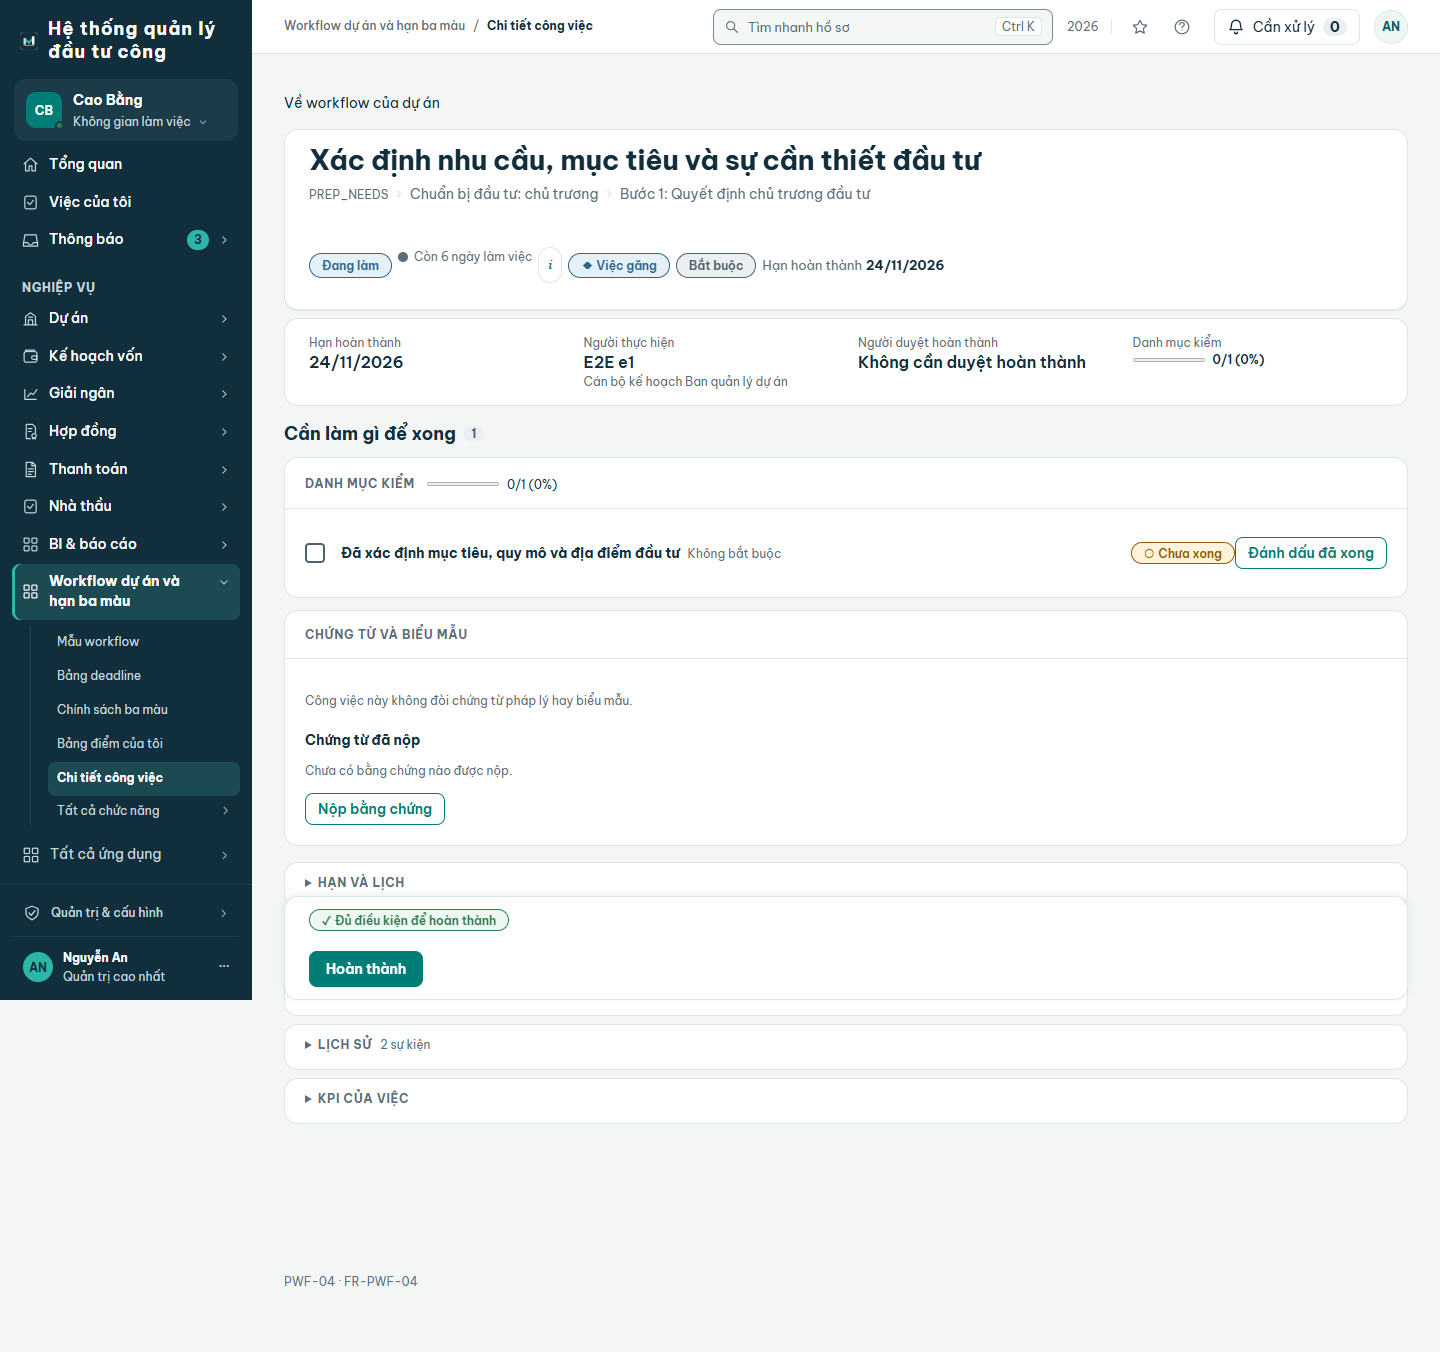 Hệ thống quản lý
đầu tư công
CB
Cao Bằng
Không gian làm việc
Tổng quan
Việc của tôi
Thông báo 3
NGHIỆP VỤ
Dự án
Kế hoạch vốn
Giải ngân
Hợp đồng
Thanh toán
Nhà thầu
BI & báo cáo
Workflow dự án và
hạn ba màu
Mẫu workflow
Bảng deadline
Chính sách ba màu
Bảng điểm của tôi
Chi tiết công việc
Tất cả chức năng
Tất cả ứng dụng
Quản trị & cấu hình
AN
Nguyễn An
Quản trị cao nhất
Workflow dự án và hạn ba màu / Chi tiết công việc
Tìm nhanh hồ sơ Ctrl K
2026
Cần xử lý 0
AN
Về workflow của dự án
Xác định nhu cầu, mục tiêu và sự cần thiết đầu tư
PREP_NEEDS › Chuẩn bị đầu tư: chủ trương › Bước 1: Quyết định chủ trương đầu tư
Đang làm Còn 6 ngày làm việc i Việc găng Bắt buộc Hạn hoàn thành 24/11/2026
Hạn hoàn thành
24/11/2026
Người thực hiện
E2E e1
Cán bộ kế hoạch Ban quản lý dự án
Người duyệt hoàn thành
Không cần duyệt hoàn thành
Danh mục kiểm
0/1 (0%)
Cần làm gì để xong 1
DANH MỤC KIỂM 0/1 (0%)
Đã xác định mục tiêu, quy mô và địa điểm đầu tư Không bắt buộc Chưa xong Đánh dấu đã xong
CHỨNG TỪ VÀ BIỂU MẪU
Công việc này không đòi chứng từ pháp lý hay biểu mẫu.
Chứng từ đã nộp
Chưa có bằng chứng nào được nộp.
Nộp bằng chứng
HẠN VÀ LỊCH
✓ Đủ điều kiện để hoàn thành
Hoàn thành
LỊCH SỬ 2 sự kiện
KPI CỦA VIỆC
PWF-04 · FR-PWF-04